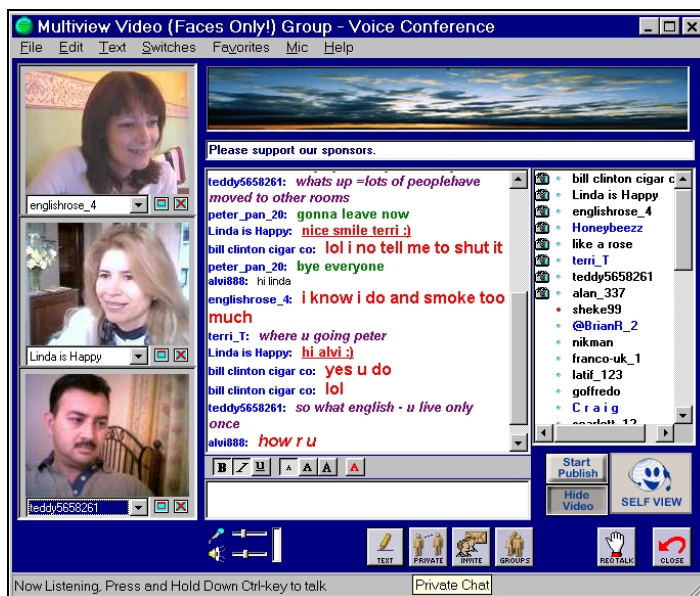 Multiview Video (Faces Only!) Group - Voice Conference
File Edit Text Switches Favorites Mic Help
englishrose_4
Linda is Happy
teddy5658261
Please support our sponsors.
teddy5658261: whats up =lots of peoplehave
moved to other rooms
peter_pan_20: gonna leave now
Linda is Happy: nice smile terri :)
bill clinton cigar co: lol i no tell me to shut it
peter_pan_20: bye everyone
alvi888: hi linda
englishrose_4: i know i do and smoke too
much
terri_T: where u going peter
Linda is Happy: hi alvi :)
bill clinton cigar co: yes u do
bill clinton cigar co: lol
teddy5658261: so what english - u live only
once
alvi888: how r u
bill clinton cigar c
Linda is Happy
englishrose_4
Honeybeezz
like a rose
terri_T
teddy5658261
alan_337
sheke99
@BrianR_2
nikman
franco-uk_1
latif_123
goffredo
C r a i g
scarlett_12
B I U A A A A
Start
Publish
Hide
Video
SELF VIEW
TEXT PRIVATE INVITE GROUPS REQ TALK CLOSE
Now Listening, Press and Hold Down Ctrl-key to talk
Private Chat